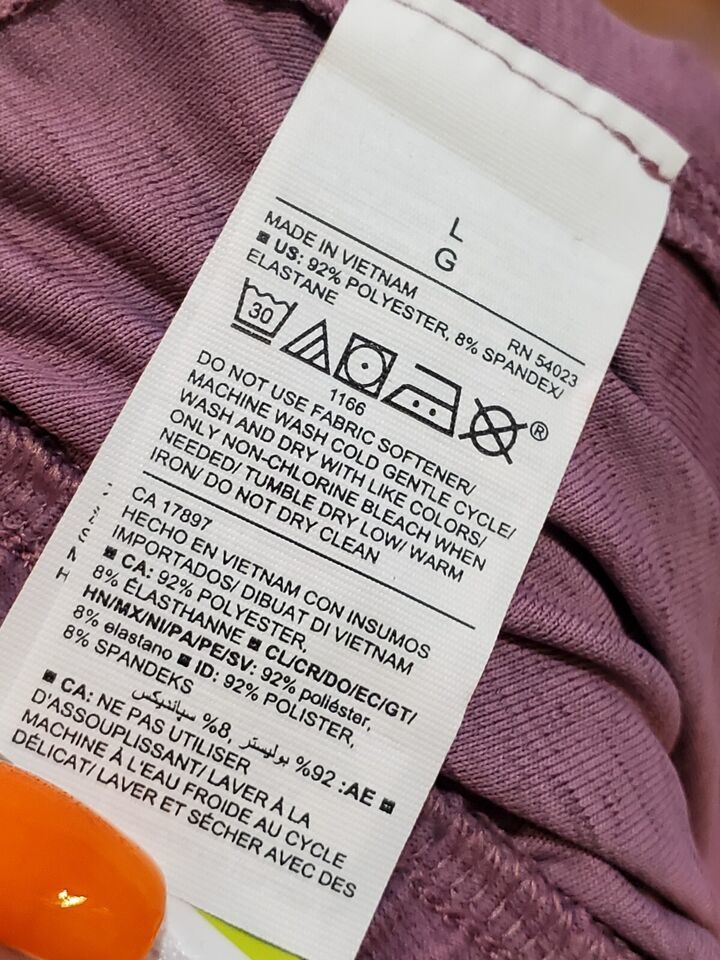 L
G
MADE IN VIETNAM RN 54023
US: 92% POLYESTER, 8% SPANDEX/
ELASTANE
30
®
1166
DO NOT USE FABRIC SOFTENER/
MACHINE WASH COLD GENTLE CYCLE/
WASH AND DRY WITH LIKE COLORS/
ONLY NON-CHLORINE BLEACH WHEN
NEEDED/ TUMBLE DRY LOW/ WARM
IRON/ DO NOT DRY CLEAN
CA 17897
HECHO EN VIETNAM CON INSUMOS
IMPORTADOS/ DIBUAT DI VIETNAM
CA: 92% POLYESTER,
8% ÉLASTHANNE CL/CR/DO/EC/GT/
HN/MX/NI/PA/PE/SV: 92% poliéster,
8% elastano ID: 92% POLISTER,
8% SPANDEKS
AE: 92% بوليستر, 8% سباندیکس
CA: NE PAS UTILISER
D'ASSOUPLISSANT/ LAVER À LA
MACHINE À L'EAU FROIDE AU CYCLE
DÉLICAT/ LAVER ET SÉCHER AVEC DES